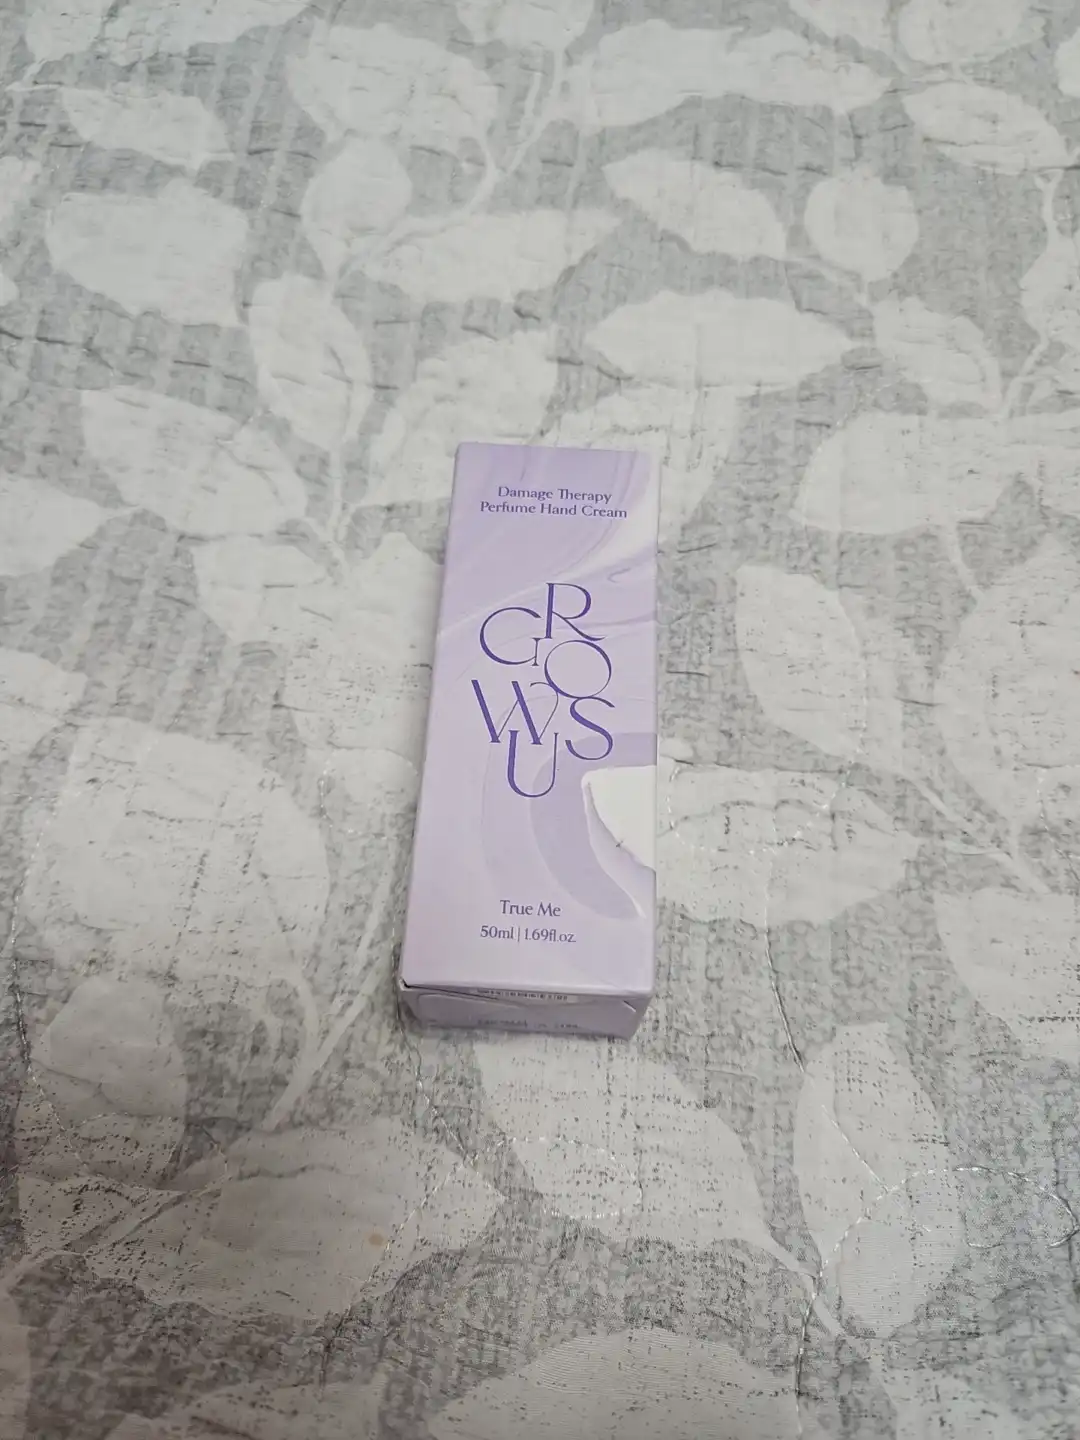 Damage Therapy
Perfume Hand Cream
GROWUS
True Me
50ml | 1.69fl.oz.